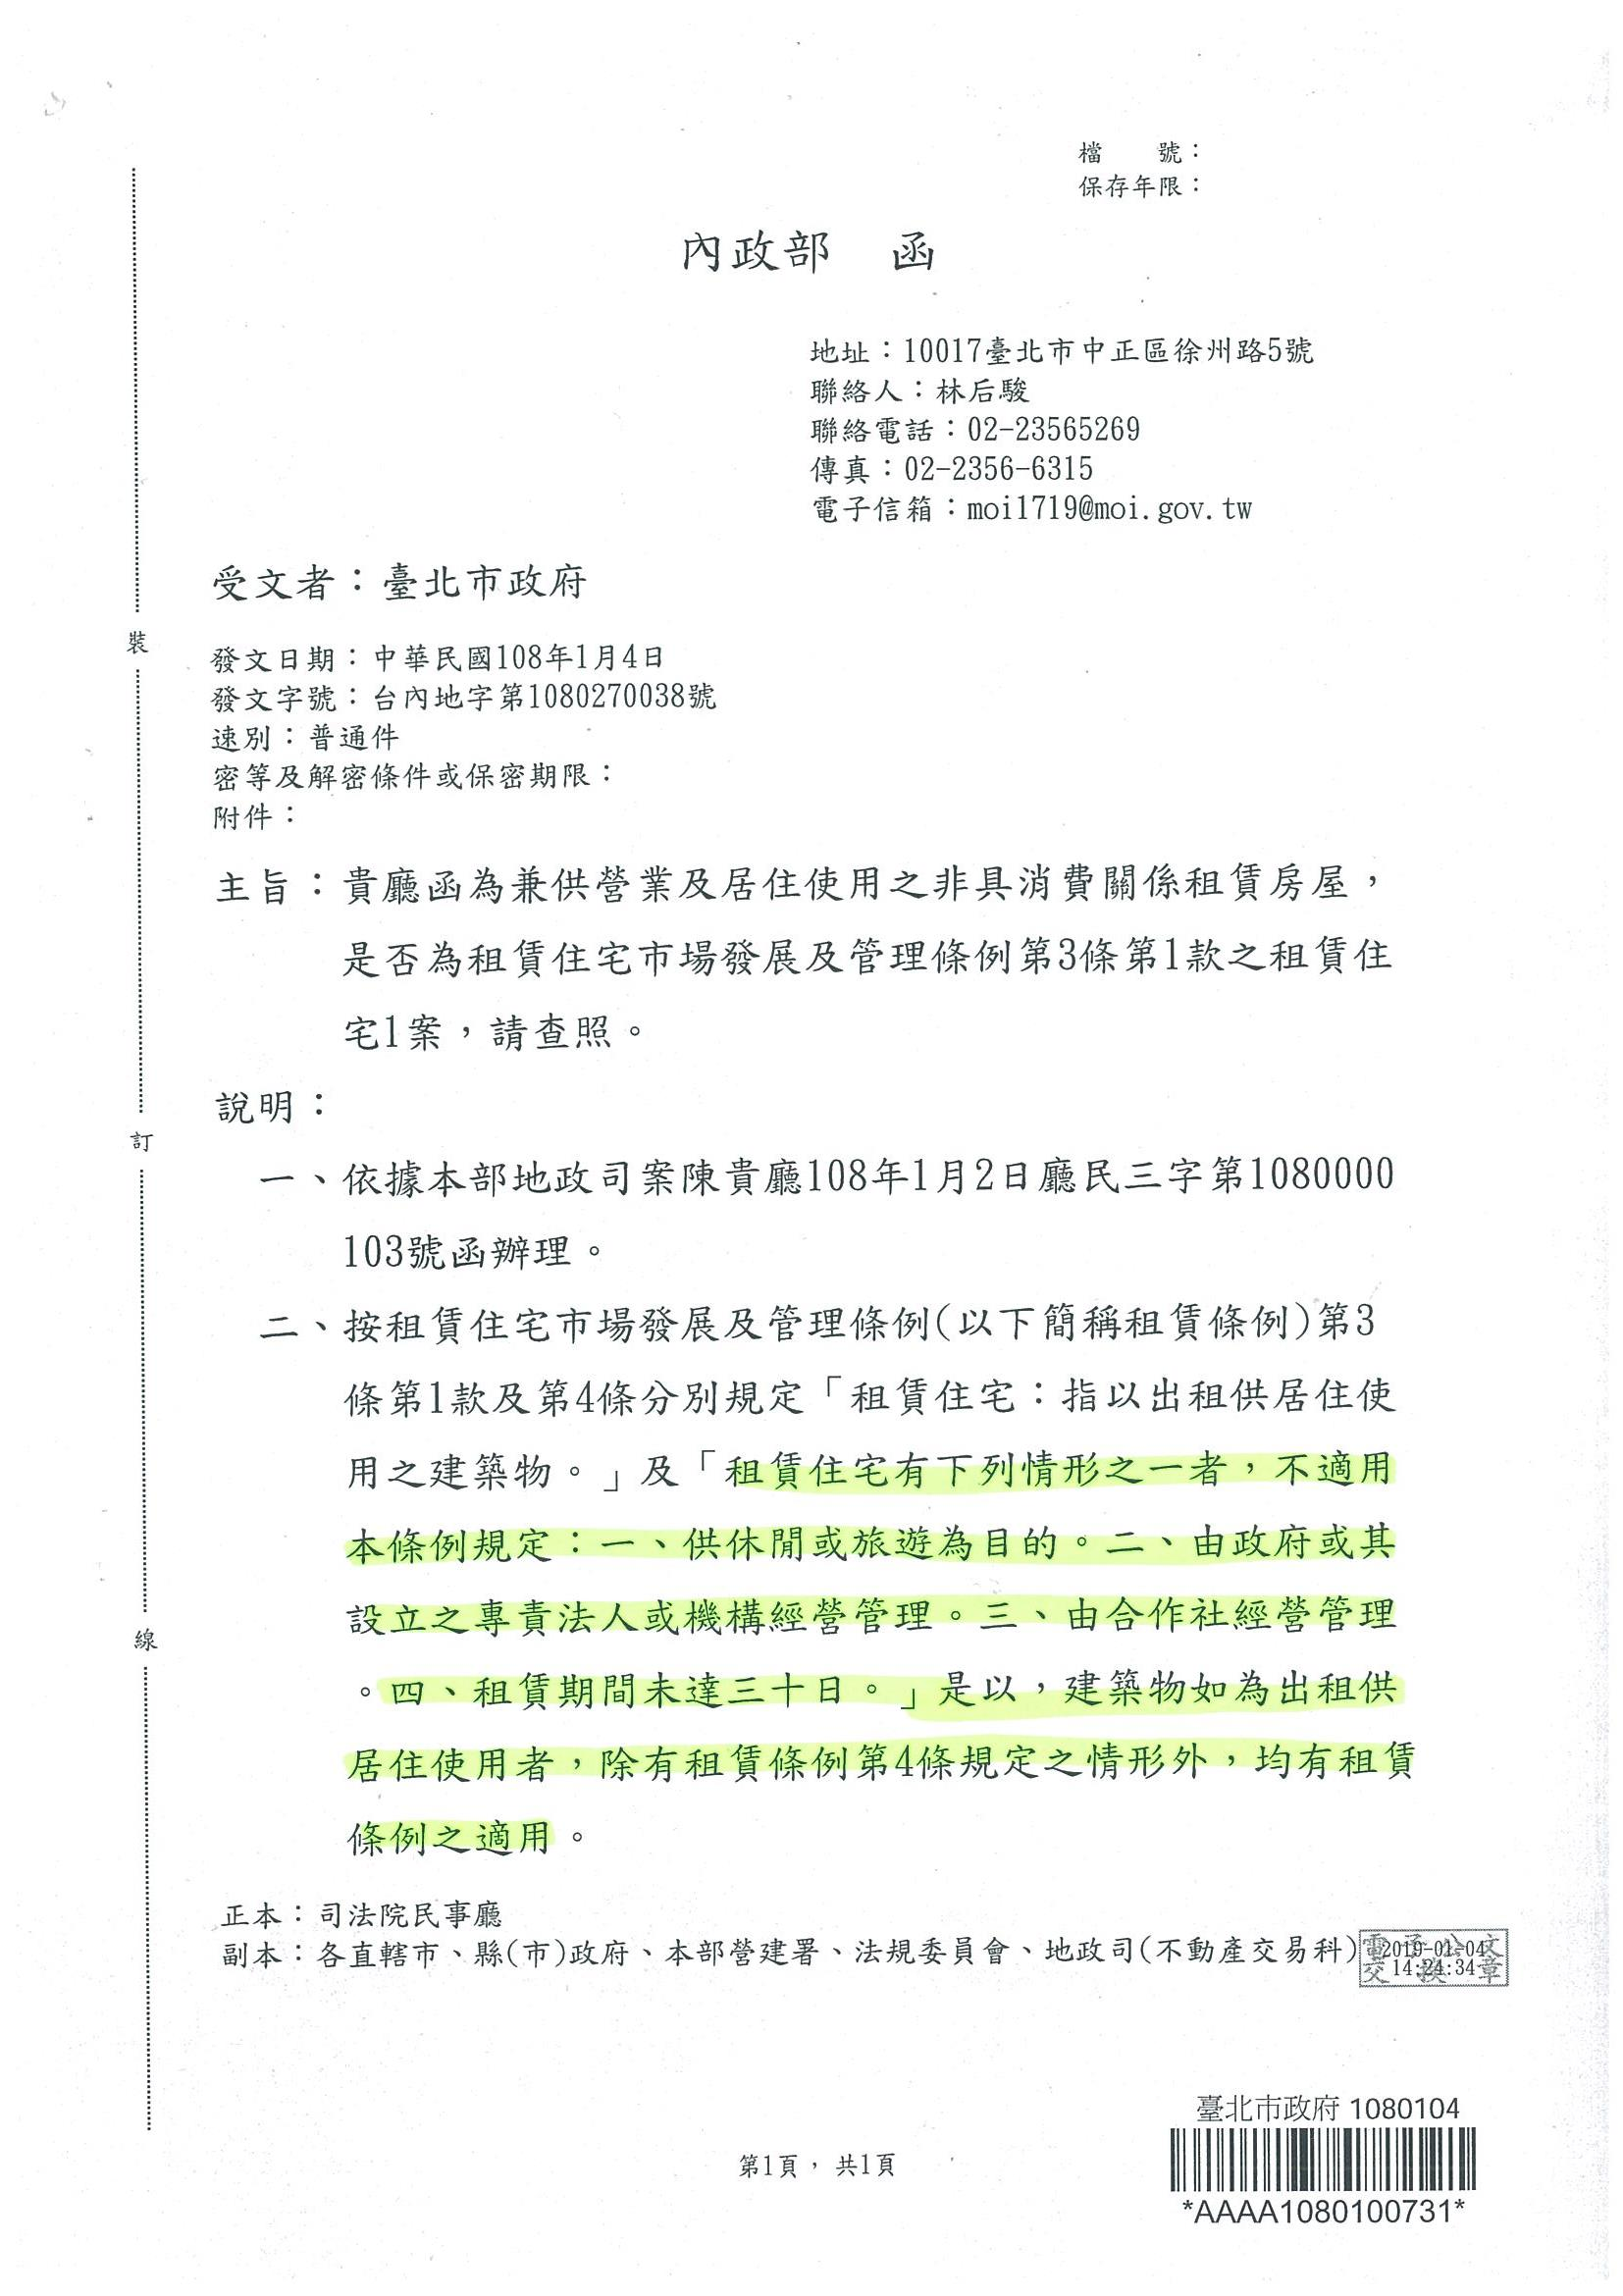 檔　　號：
保存年限：
內政部　函
地址：10017臺北市中正區徐州路5號
聯絡人：林后駿
聯絡電話：02-23565269
傳真：02-2356-6315
電子信箱：moi1719@moi.gov.tw
受文者：臺北市政府
發文日期：中華民國108年1月4日
發文字號：台內地字第1080270038號
速別：普通件
密等及解密條件或保密期限：
附件：
主旨：貴廳函為兼供營業及居住使用之非具消費關係租賃房屋，
是否為租賃住宅市場發展及管理條例第3條第1款之租賃住
宅1案，請查照。
說明：
一、依據本部地政司案陳貴廳108年1月2日廳民三字第1080000
103號函辦理。
二、按租賃住宅市場發展及管理條例(以下簡稱租賃條例)第3
條第1款及第4條分別規定「租賃住宅：指以出租供居住使
用之建築物。」及「租賃住宅有下列情形之一者，不適用
本條例規定：一、供休閒或旅遊為目的。二、由政府或其
設立之專責法人或機構經營管理。三、由合作社經營管理
。四、租賃期間未達三十日。」是以，建築物如為出租供
居住使用者，除有租賃條例第4條規定之情形外，均有租賃
條例之適用。
正本：司法院民事廳
副本：各直轄市、縣(市)政府、本部營建署、法規委員會、地政司(不動產交易科)
電子公文
交換章
2019-01-04
14:24:34
裝
訂
線
臺北市政府 1080104
*AAAA1080100731*
第1頁，共1頁